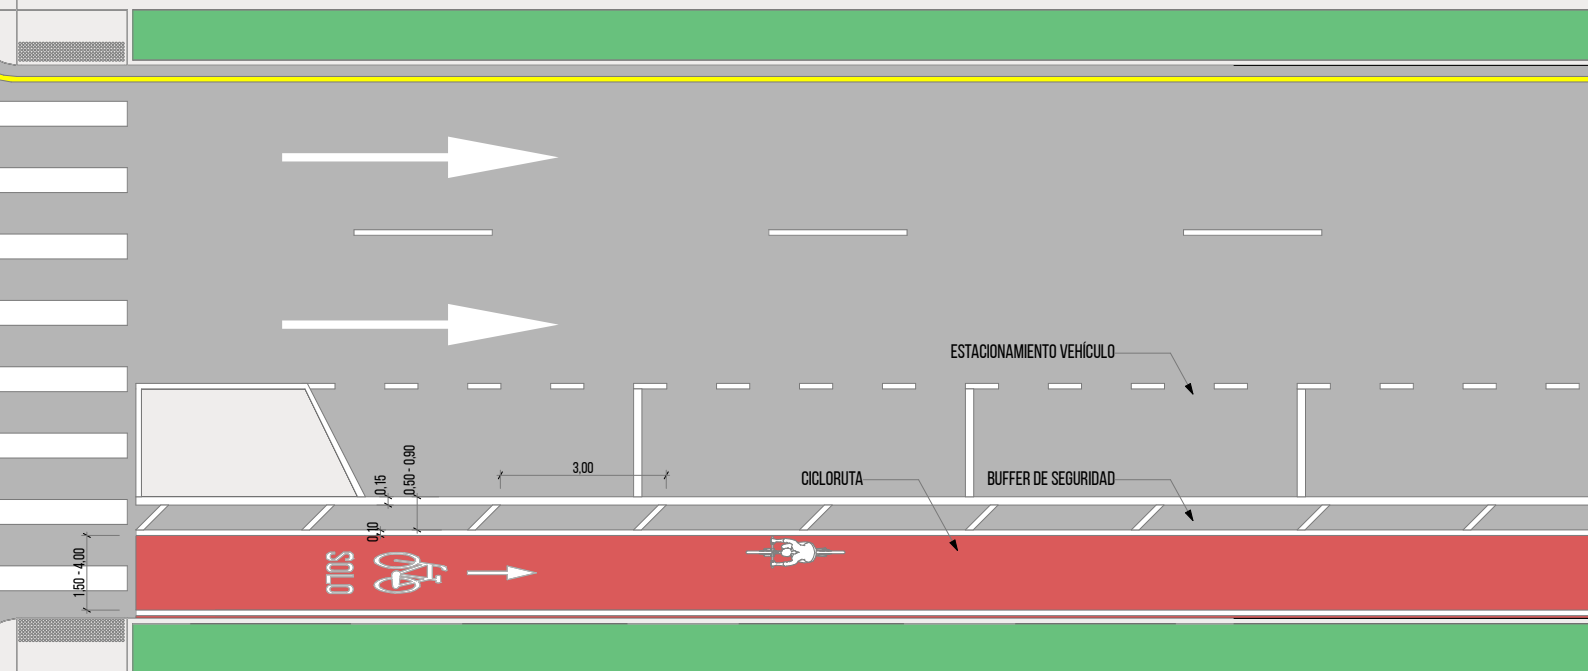 ESTACIONAMIENTO VEHÍCULO
0,50 - 0,90
0,15
3,00
CICLORUTA
BUFFER DE SEGURIDAD
0,10
1,50 - 4,00
SOLO